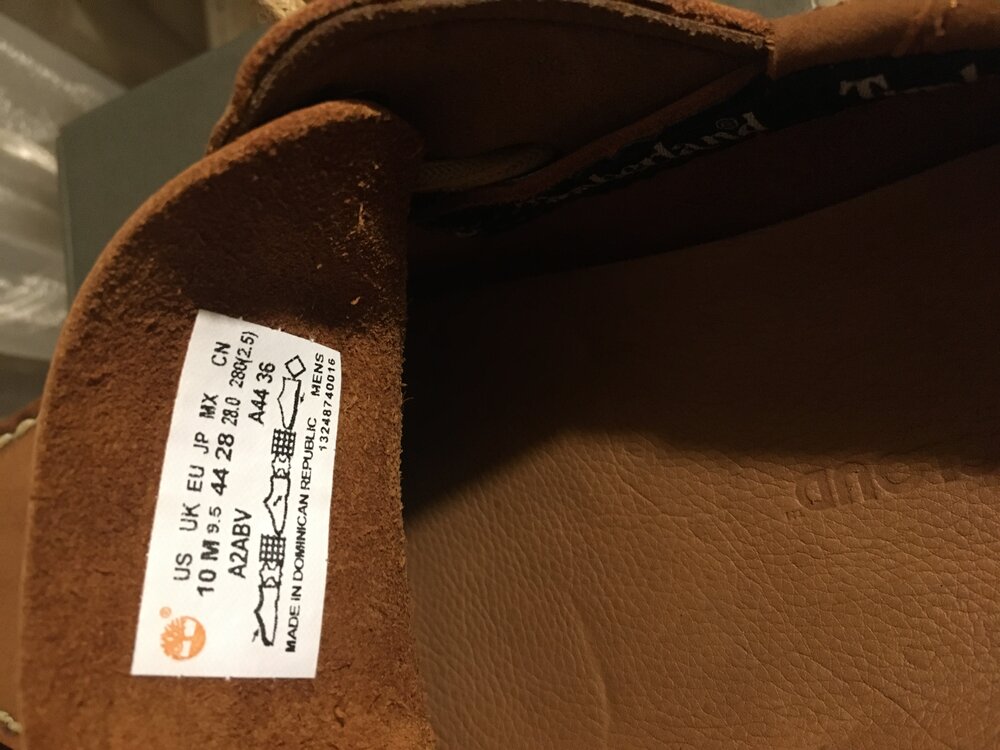 US UK EU JP MX CN
10 M 9.5 44 28 28.0 280(2.5)
A2ABV A44 36
MADE IN DOMINICAN REPUBLIC MENS
13248740016
®